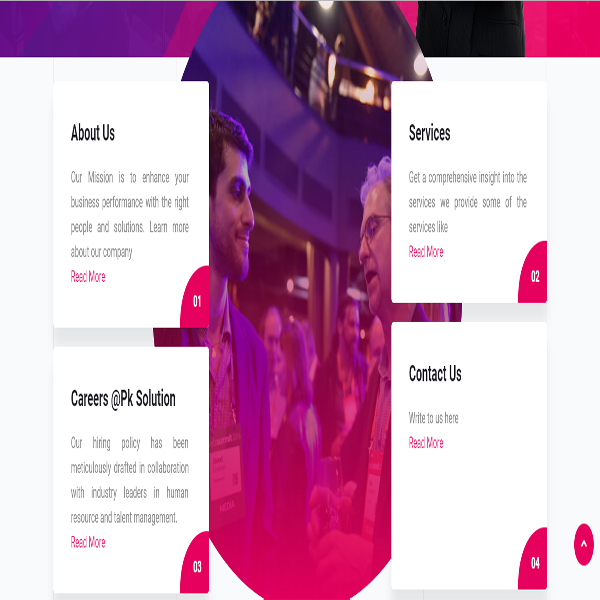 About Us
Our Mission is to enhance your
business performance with the right
people and solutions. Learn more
about our company
Read More
01
Services
Get a comprehensive insight into the
services we provide some of the
services like
Read More
02
Careers @Pk Solution
Our hiring policy has been
meticulously drafted in collaboration
with industry leaders in human
resource and talent management.
Read More
03
Contact Us
Write to us here
Read More
04